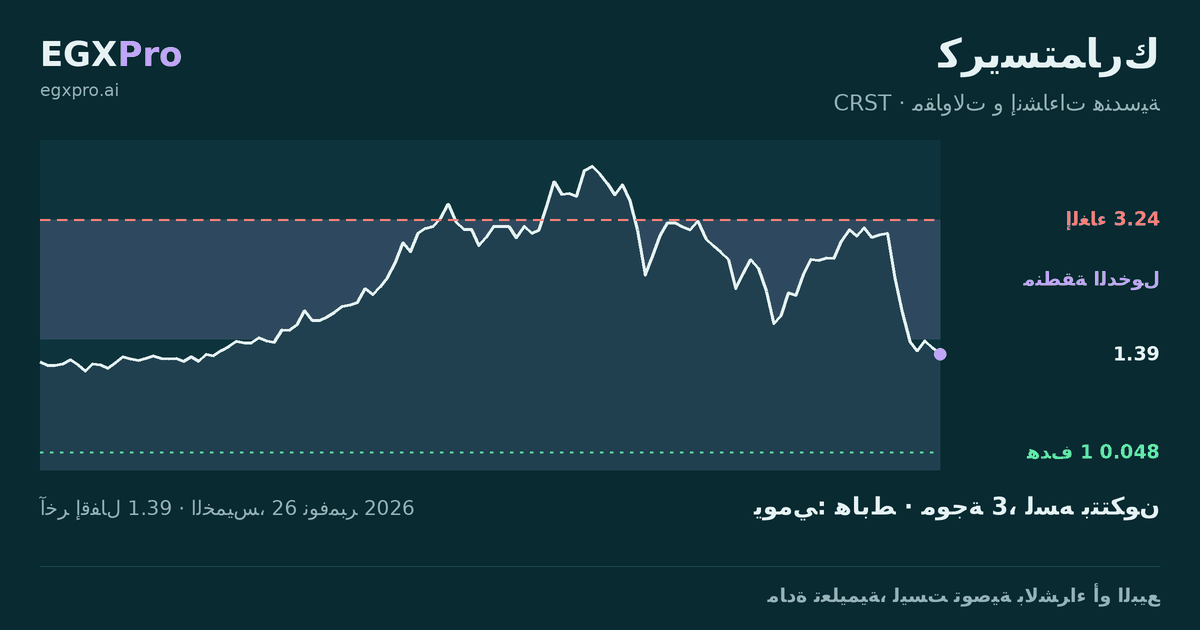 EGXPro
egxpro.ai
كريستمارك
CRST · مقاولات و إنشاءات هندسية
إلغاء 3.24
منطقة الدخول
1.39
هدف 1 0.048
آخر إقفال 1.39 · الخميس، 26 نوفمبر 2026
يومي: هابط · موجة 3، لسه بتتكون
مادة تعليمية، ليست توصية بالشراء أو البيع